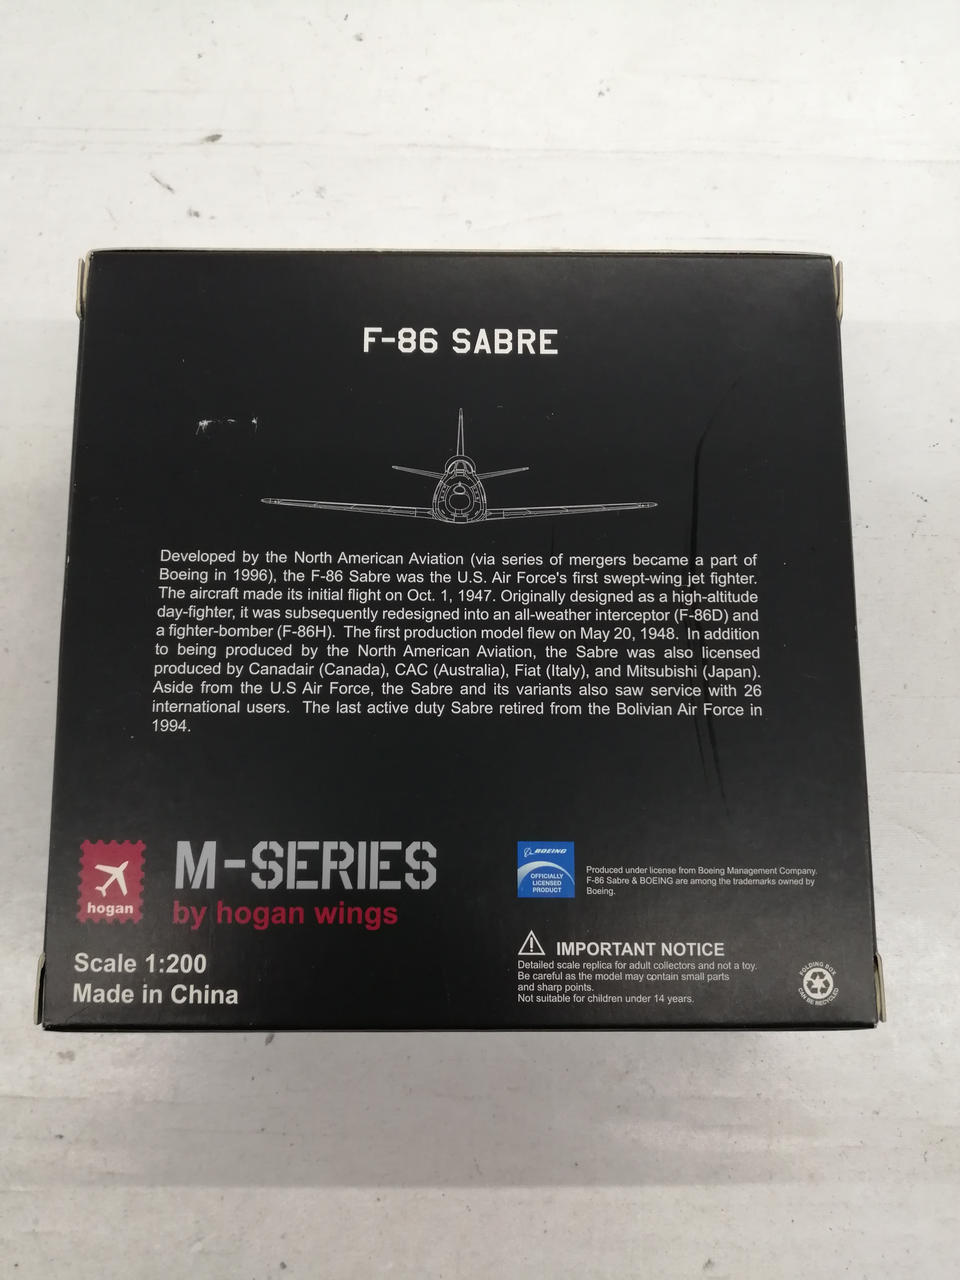 F-86 SABRE
Developed by the North American Aviation (via series of mergers became a part of
Boeing in 1996), the F-86 Sabre was the U.S. Air Force's first swept-wing jet fighter.
The aircraft made its initial flight on Oct. 1, 1947. Originally designed as a high-altitude
day-fighter, it was subsequently redesigned into an all-weather interceptor (F-86D) and
a fighter-bomber (F-86H). The first production model flew on May 20, 1948. In addition
to being produced by the North American Aviation, the Sabre was also licensed
produced by Canadair (Canada), CAC (Australia), Fiat (Italy), and Mitsubishi (Japan).
Aside from the U.S Air Force, the Sabre and its variants also saw service with 26
international users. The last active duty Sabre retired from the Bolivian Air Force in
1994.
hogan
M-SERIES
by hogan wings
Scale 1:200
Made in China
BOEING
OFFICIALLY
LICENSED
PRODUCT
Produced under license from Boeing Management Company.
F-86 Sabre & BOEING are among the trademarks owned by
Boeing.
IMPORTANT NOTICE
Detailed scale replica for adult collectors and not a toy.
Be careful as the model may contain small parts
and sharp points.
Not suitable for children under 14 years.
FOLDING BOX
CAN BE RECYCLED